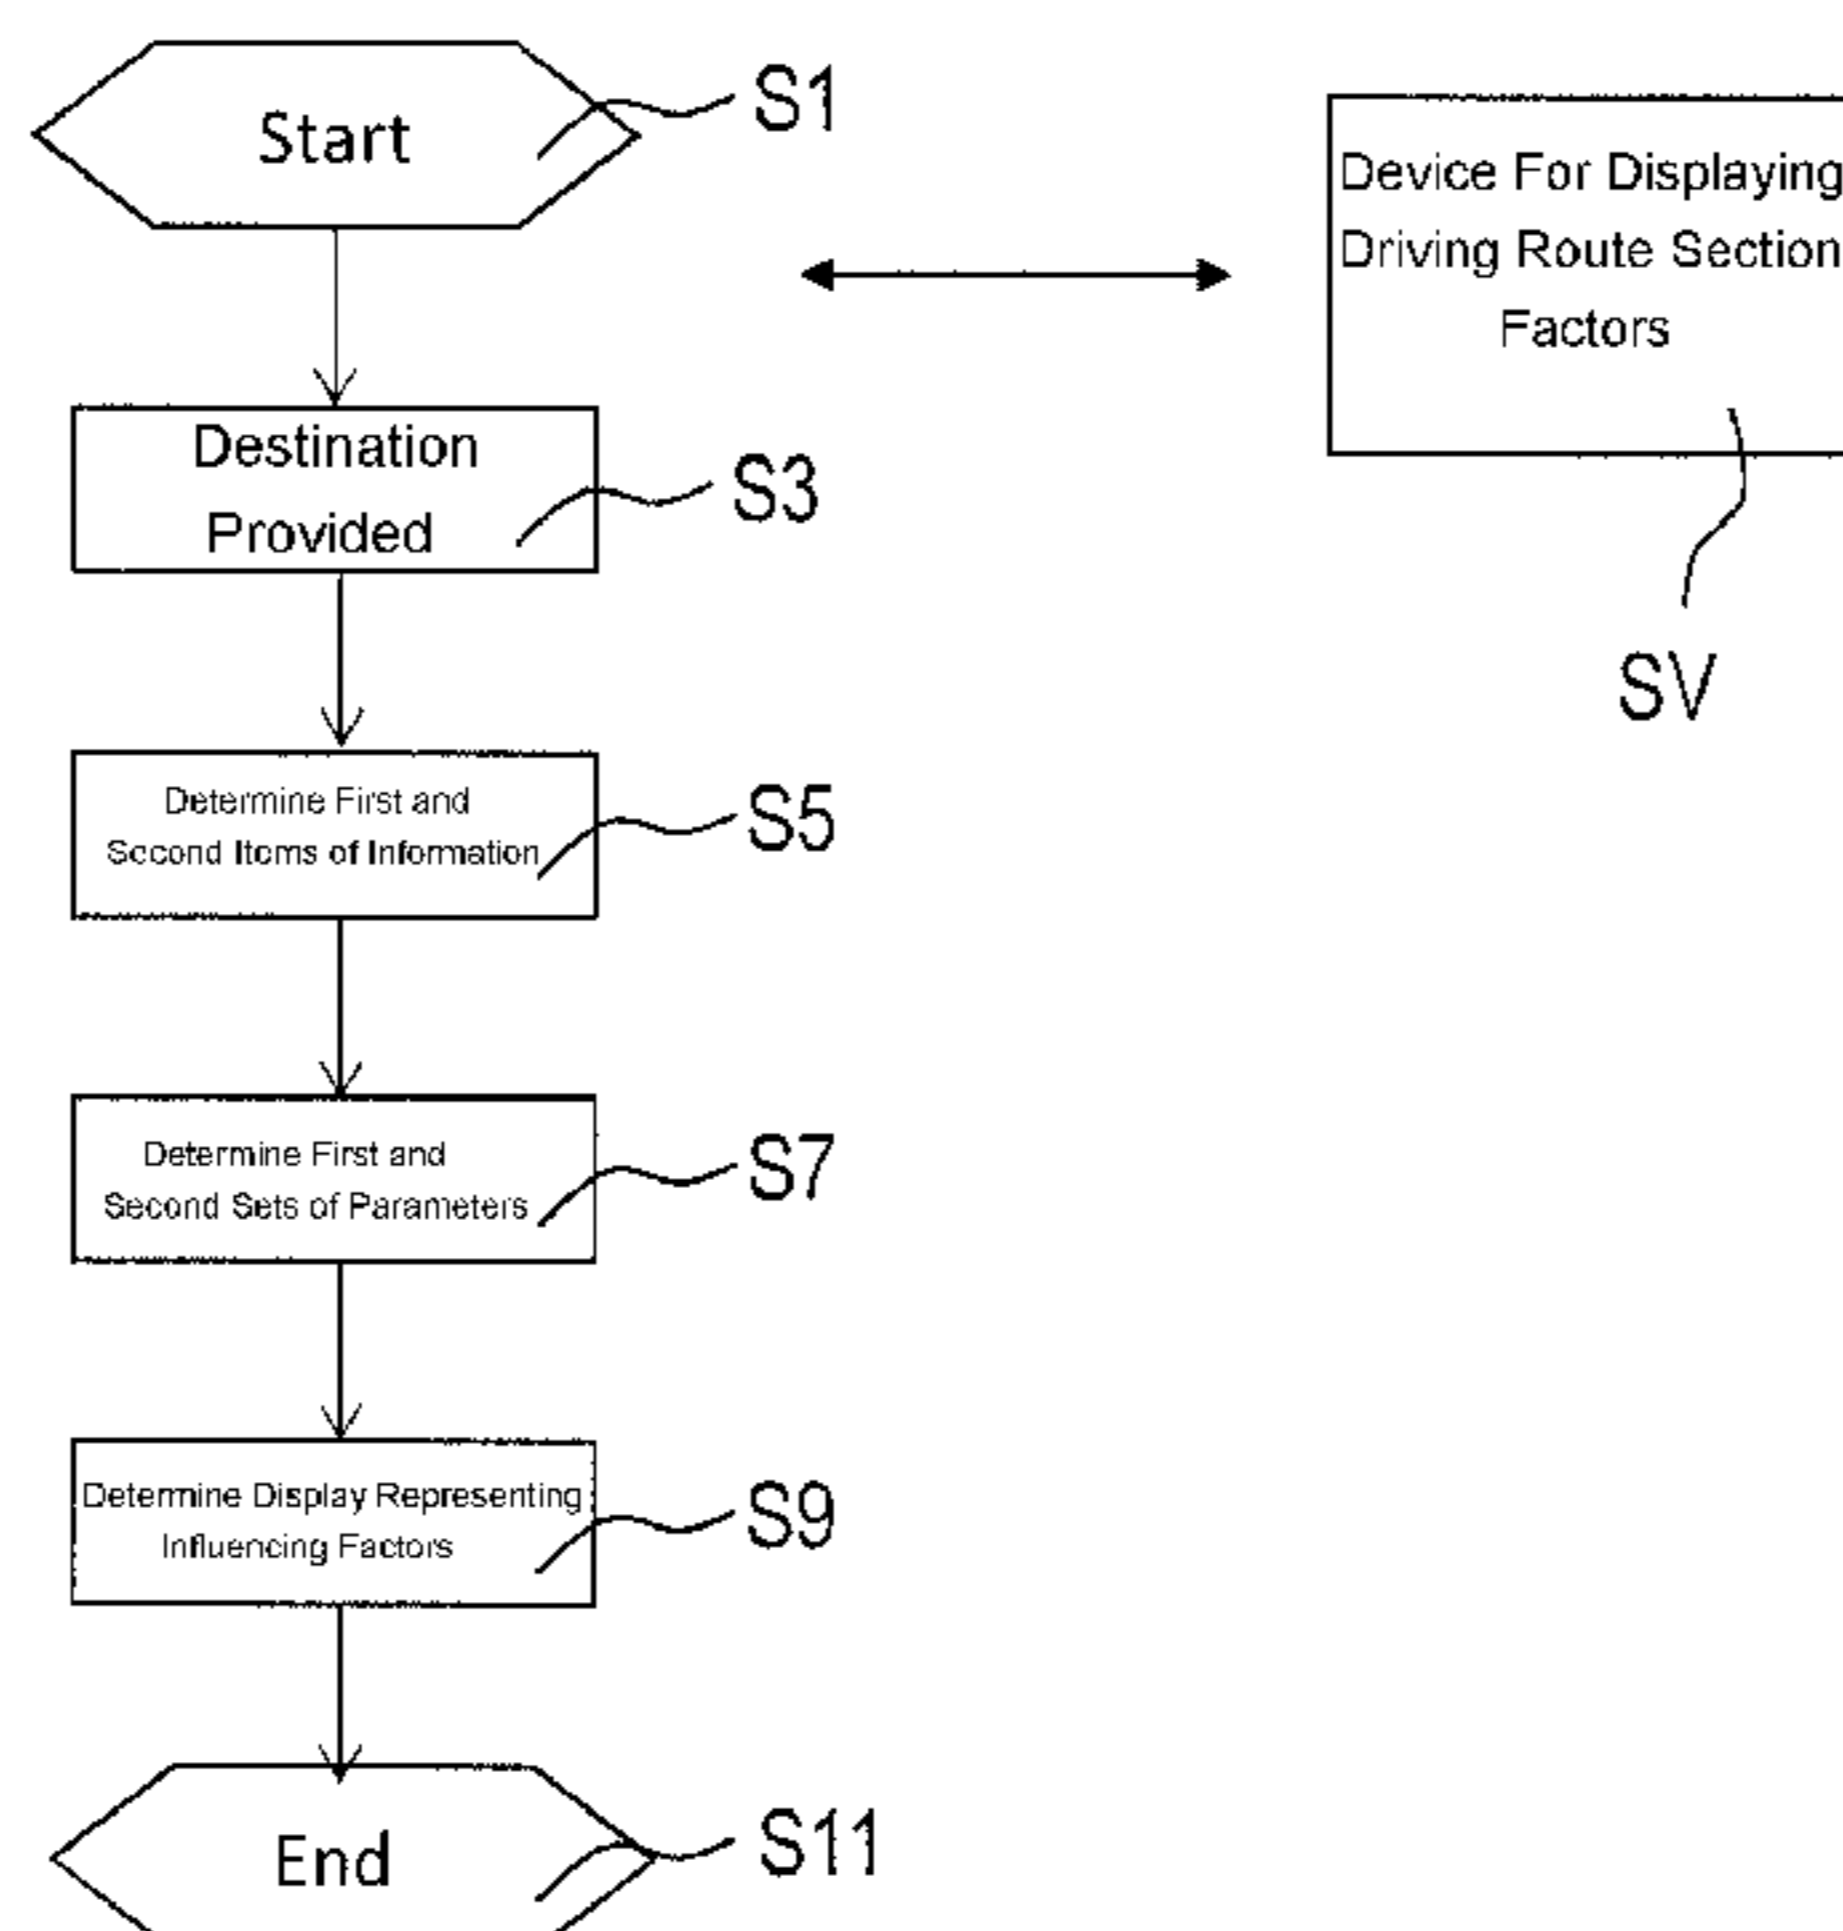 Start
S1
Device For Displaying
Driving Route Section
Factors
SV
Destination
Provided
S3
Determine First and
Second Items of Information
S5
Determine First and
Second Sets of Parameters
S7
Determine Display Representing
Influencing Factors
S9
End
S11